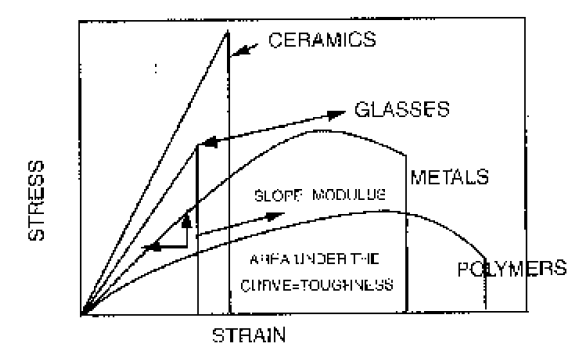 CERAMICS
GLASSES
METALS
SLOPE MODULUS
AREA UNDER THE
CURVE=TOUGHNESS
POLYMERS
STRESS
STRAIN